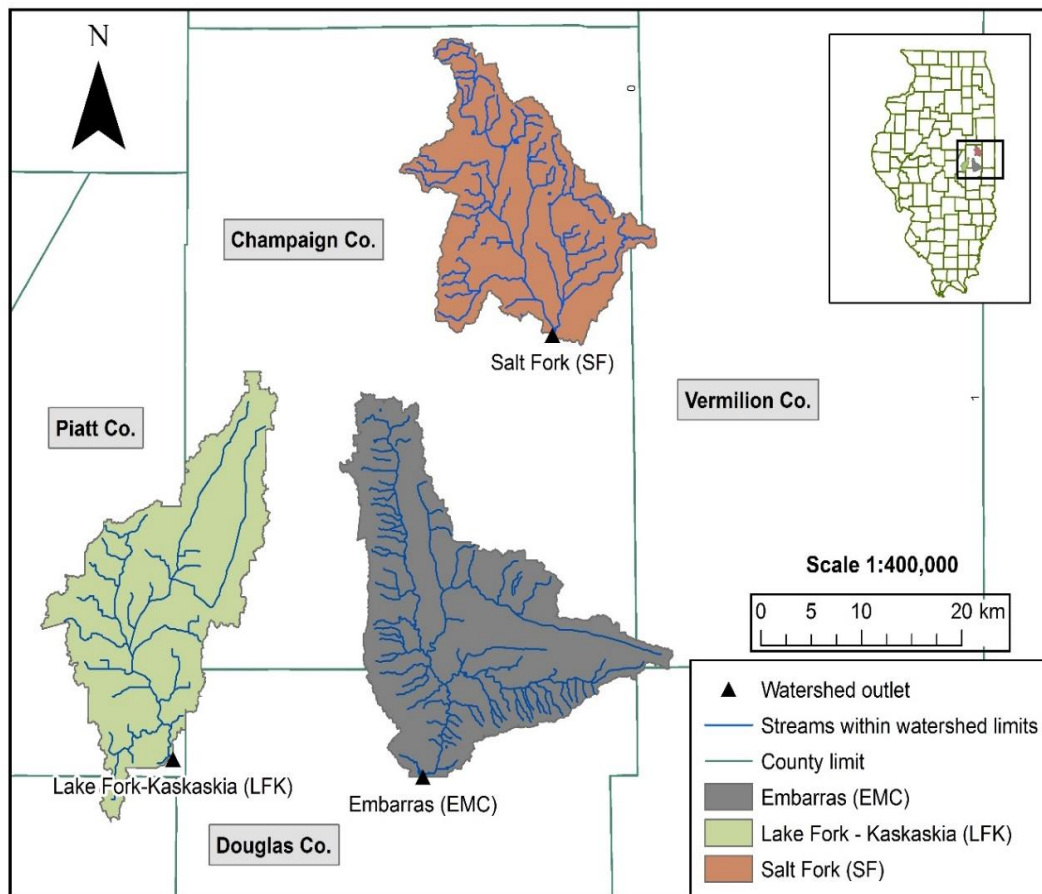 N
0
Champaign Co.
Salt Fork (SF)
Vermilion Co.
1
Piatt Co.
Scale 1:400,000
0 5 10 20 km
Lake Fork-Kaskaskia (LFK)
Embarras (EMC)
Douglas Co.
Watershed outlet
Streams within watershed limits
County limit
Embarras (EMC)
Lake Fork - Kaskaskia (LFK)
Salt Fork (SF)